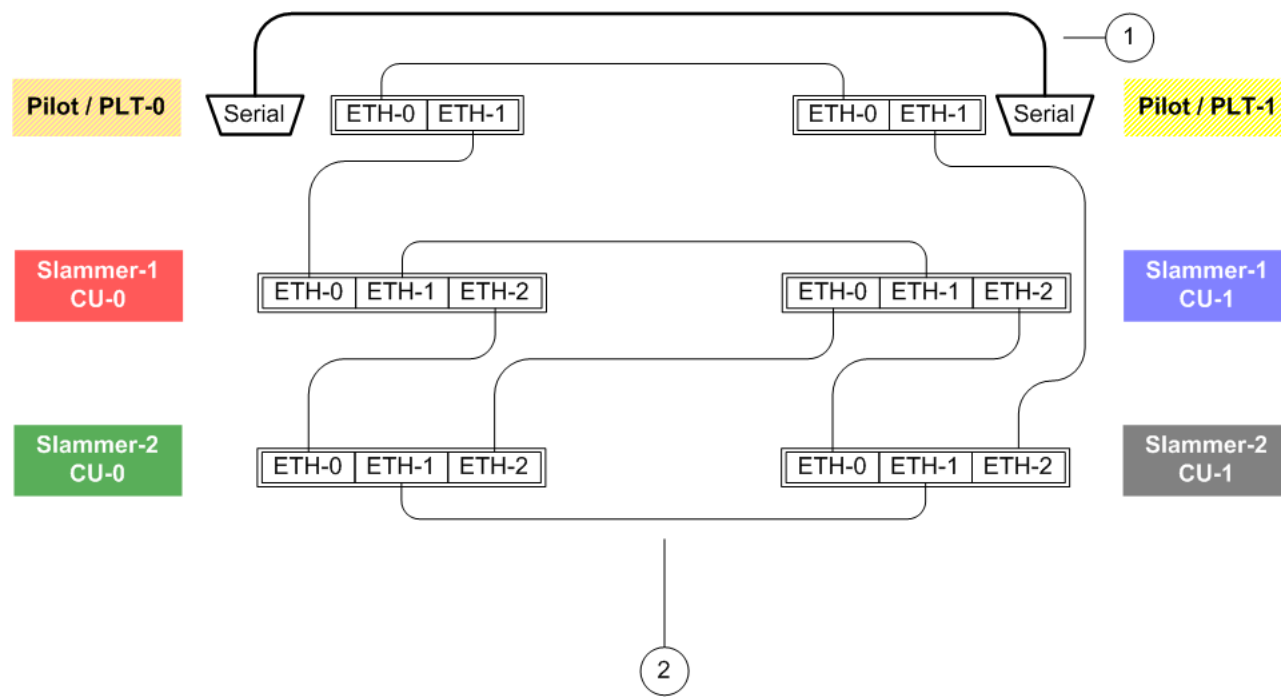 1
Pilot / PLT-0
Serial
ETH-0 ETH-1
ETH-0 ETH-1
Serial
Pilot / PLT-1
Slammer-1
CU-0
ETH-0 ETH-1 ETH-2
ETH-0 ETH-1 ETH-2
Slammer-1
CU-1
Slammer-2
CU-0
ETH-0 ETH-1 ETH-2
ETH-0 ETH-1 ETH-2
Slammer-2
CU-1
2